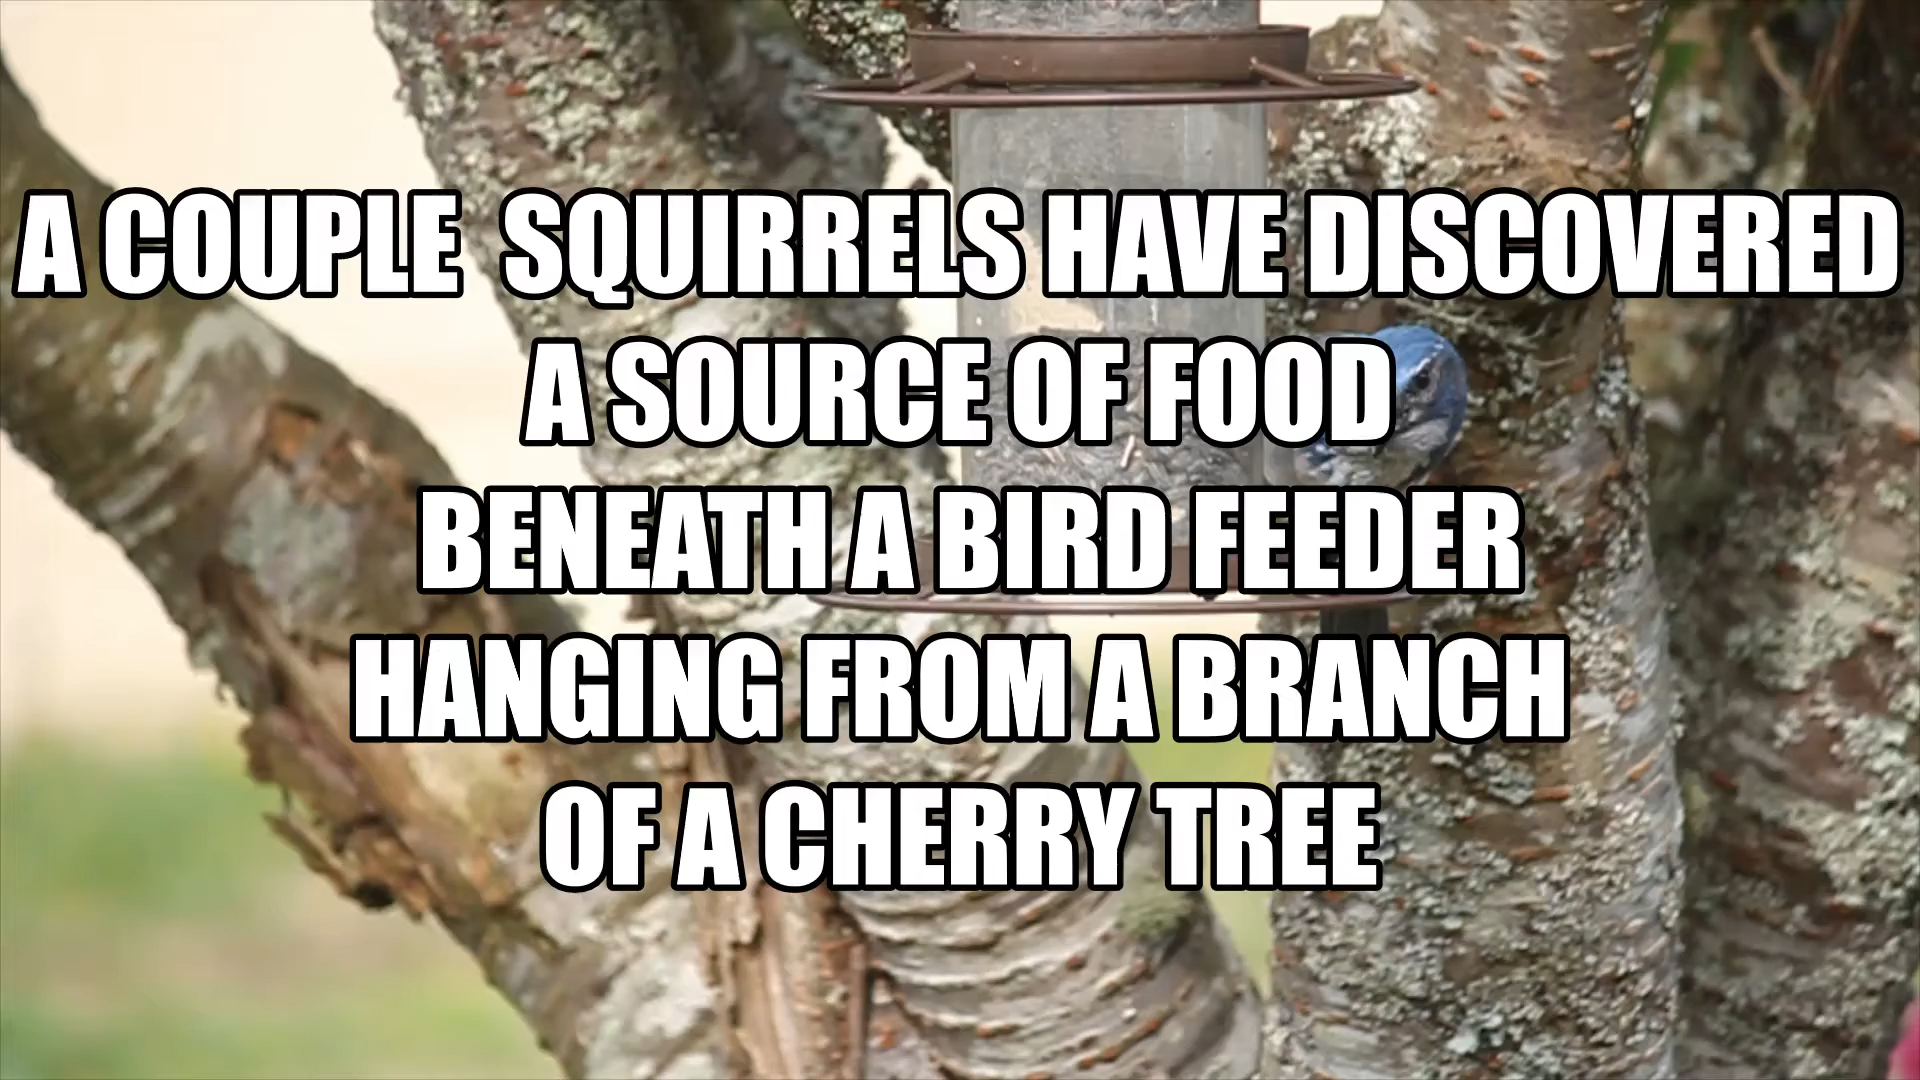 A COUPLE  SQUIRRELS HAVE DISCOVERED
A SOURCE OF FOOD
BENEATH A BIRD FEEDER
HANGING FROM A BRANCH
OF A CHERRY TREE